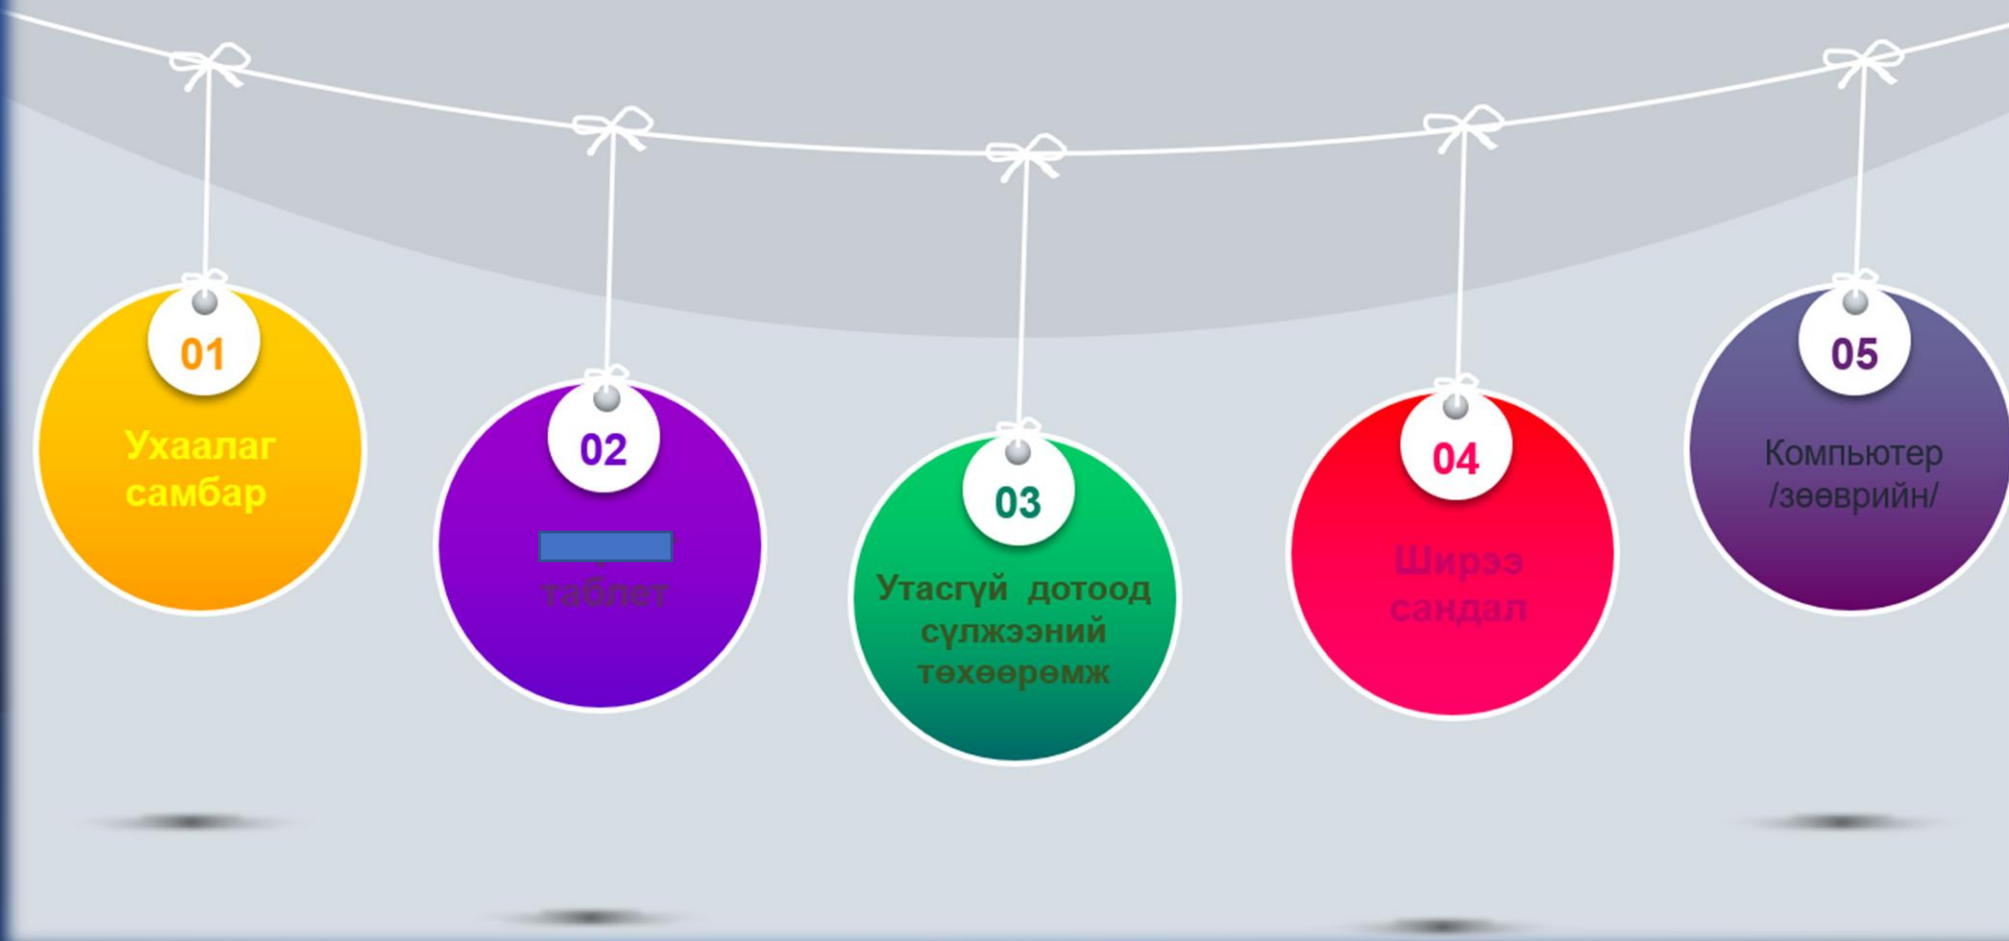 01
Ухаалаг
самбар
02
таблет
03
Утасгүй дотоод
сүлжээний
төхөөрөмж
04
Ширээ
сандал
05
Компьютер
/зөөврийн/